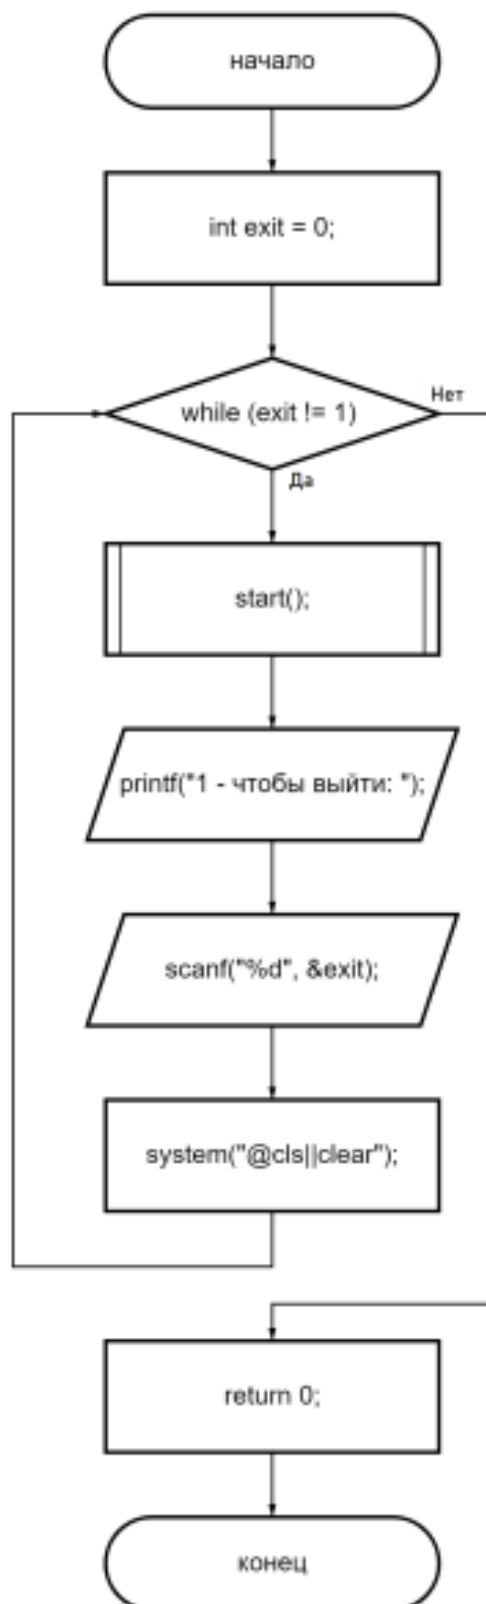 начало
int exit = 0;
while (exit != 1)
Нет
Да
start();
printf("1 - чтобы выйти: ");
scanf("%d", &exit);
system("@cls||clear");
return 0;
конец